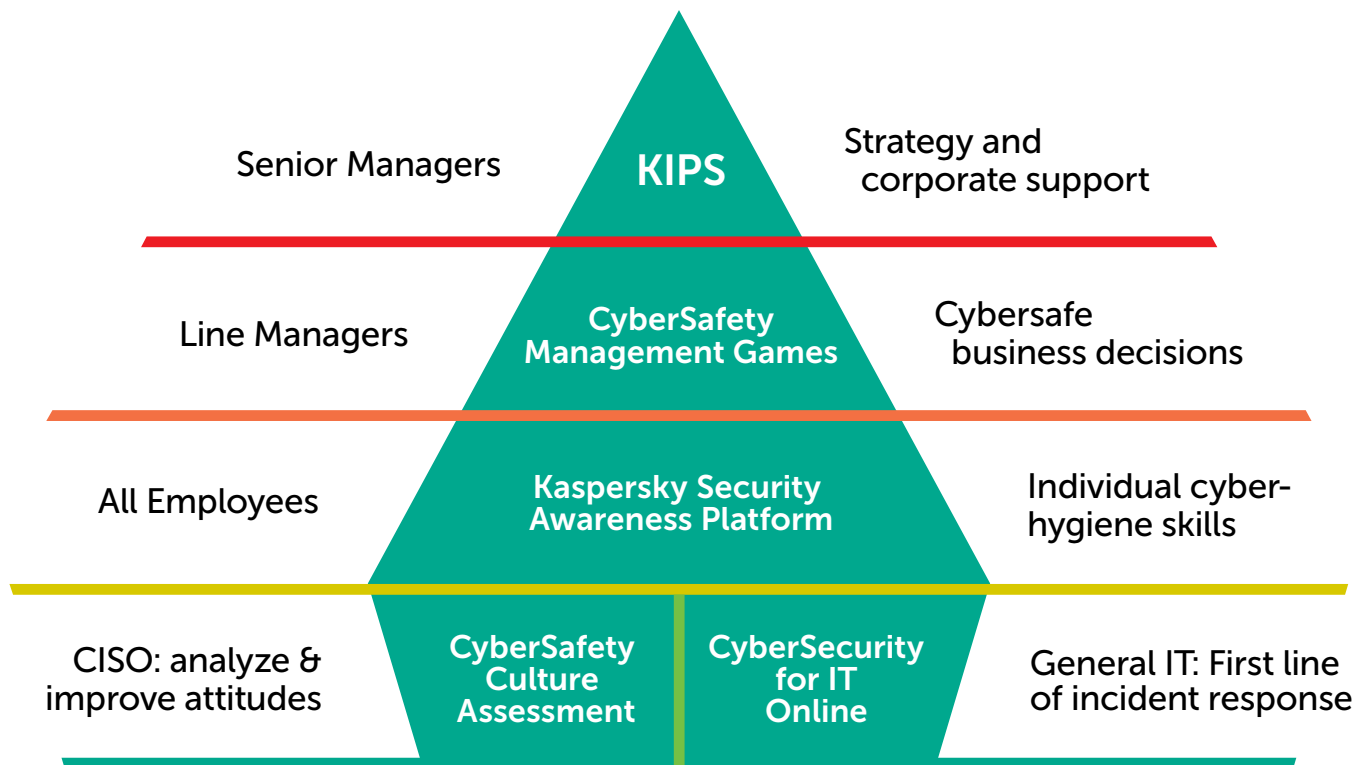 Senior Managers
KIPS
Strategy and
corporate support
Line Managers
CyberSafety
Management Games
Cybersafe
business decisions
All Employees
Kaspersky Security
Awareness Platform
Individual cyber-
hygiene skills
CISO: analyze &
improve attitudes
CyberSafety
Culture
Assessment
CyberSecurity
for IT
Online
General IT: First line
of incident response